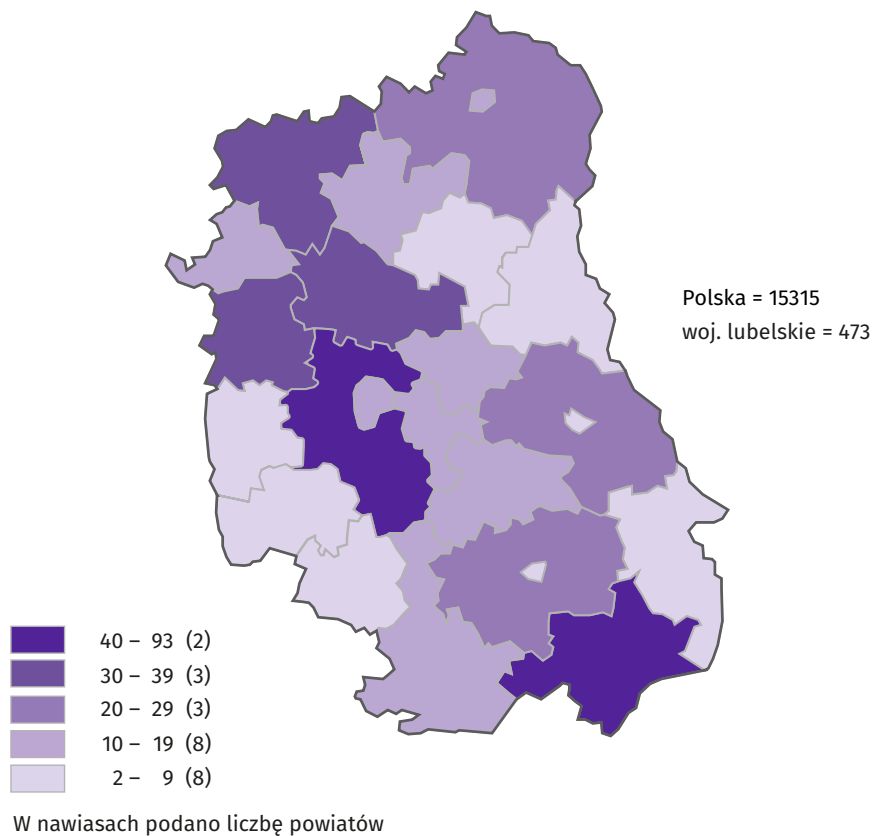 Polska = 15315
woj. lubelskie = 473
40 – 93 (2)
30 – 39 (3)
20 – 29 (3)
10 – 19 (8)
2 – 9 (8)
W nawiasach podano liczbę powiatów